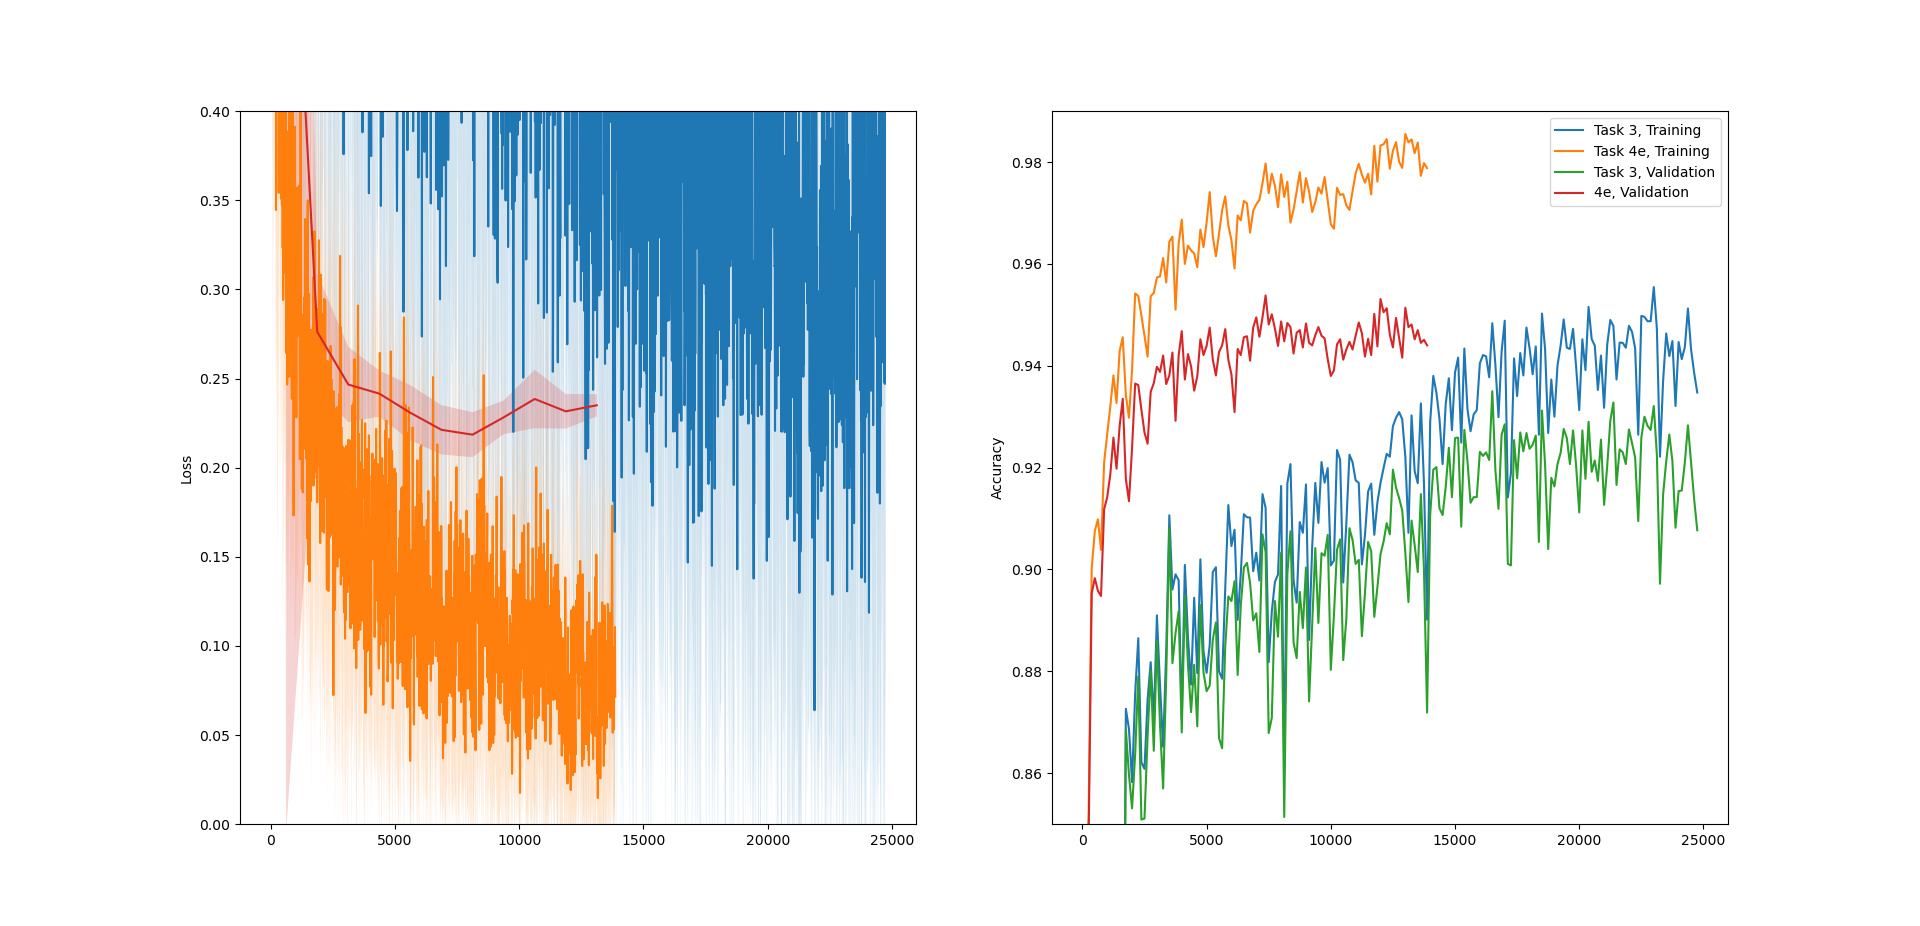 0.40
0.35
0.30
0.25
0.20
0.15
0.10
0.05
0.00
Loss
0 5000 10000 15000 20000 25000
0.98
0.96
0.94
0.92
0.90
0.88
0.86
Accuracy
0 5000 10000 15000 20000 25000
Task 3, Training
Task 4e, Training
Task 3, Validation
4e, Validation